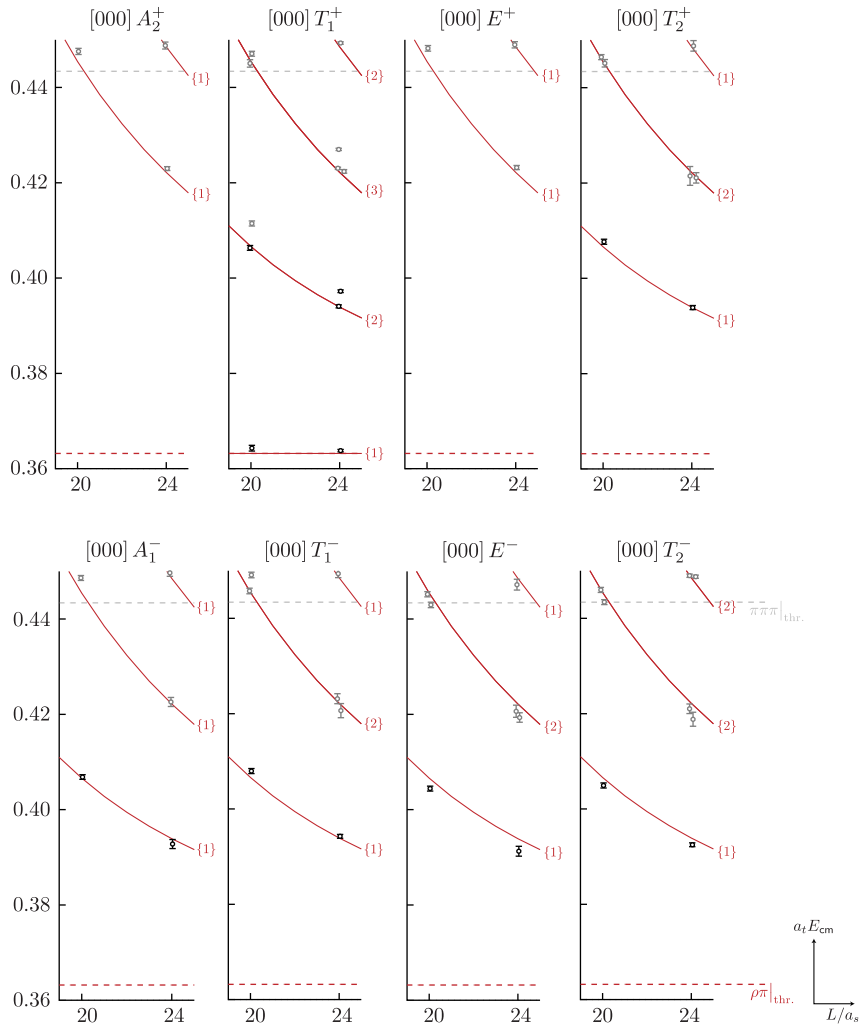 [000] A₂⁺ [000] T₁⁺ [000] E⁺ [000] T₂⁺
0.44
0.42
0.40
0.38
0.36
{1} {2} {1} {1}
{1} {3} {1} {2}
{2} {1}
{1}
20 24 20 24 20 24 20 24
[000] A₁⁻ [000] T₁⁻ [000] E⁻ [000] T₂⁻
0.44
0.42
0.40
0.38
0.36
{1} {1} {1} {2}
πππ|thr.
{1} {2} {2} {2}
{1} {1} {1} {1}
ρπ|thr.
20 24 20 24 20 24 20 24
aₜE_cm
L/aₛ